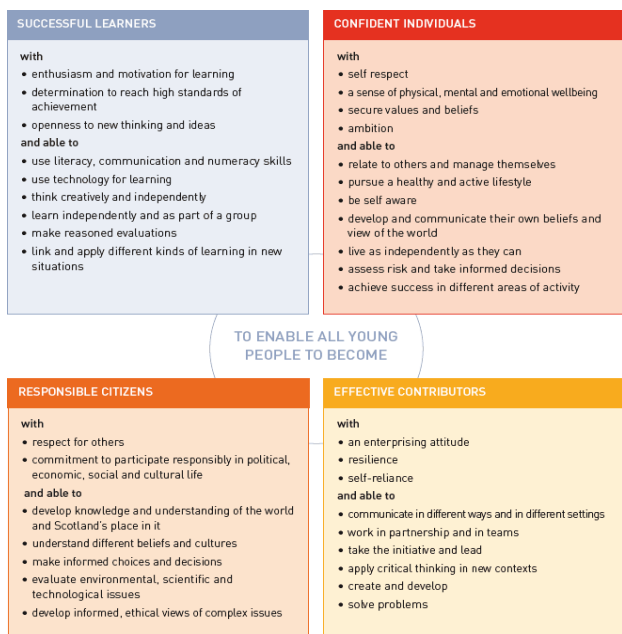 SUCCESSFUL LEARNERS
with
• enthusiasm and motivation for learning
• determination to reach high standards of
achievement
• openness to new thinking and ideas
and able to
• use literacy, communication and numeracy skills
• use technology for learning
• think creatively and independently
• learn independently and as part of a group
• make reasoned evaluations
• link and apply different kinds of learning in new
situations
CONFIDENT INDIVIDUALS
with
• self respect
• a sense of physical, mental and emotional wellbeing
• secure values and beliefs
• ambition
and able to
• relate to others and manage themselves
• pursue a healthy and active lifestyle
• be self aware
• develop and communicate their own beliefs and
view of the world
• live as independently as they can
• assess risk and take informed decisions
• achieve success in different areas of activity
TO ENABLE ALL YOUNG
PEOPLE TO BECOME
RESPONSIBLE CITIZENS
with
• respect for others
• commitment to participate responsibly in political,
economic, social and cultural life
and able to
• develop knowledge and understanding of the world
and Scotland's place in it
• understand different beliefs and cultures
• make informed choices and decisions
• evaluate environmental, scientific and
technological issues
• develop informed, ethical views of complex issues
EFFECTIVE CONTRIBUTORS
with
• an enterprising attitude
• resilience
• self-reliance
and able to
• communicate in different ways and in different settings
• work in partnership and in teams
• take the initiative and lead
• apply critical thinking in new contexts
• create and develop
• solve problems